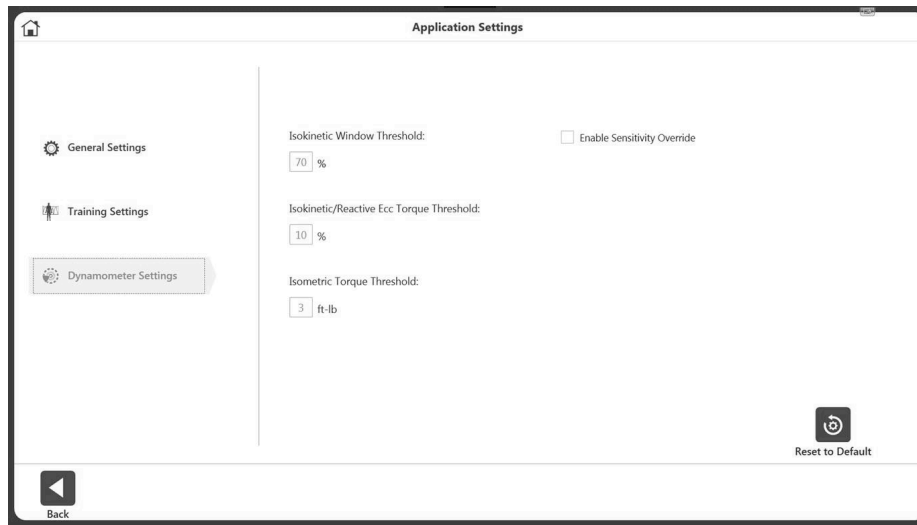 Application Settings
General Settings
Training Settings
Dynamometer Settings
Isokinetic Window Threshold:
70 %
Enable Sensitivity Override
Isokinetic/Reactive Ecc Torque Threshold:
10 %
Isometric Torque Threshold:
3 ft-lb
Reset to Default
Back